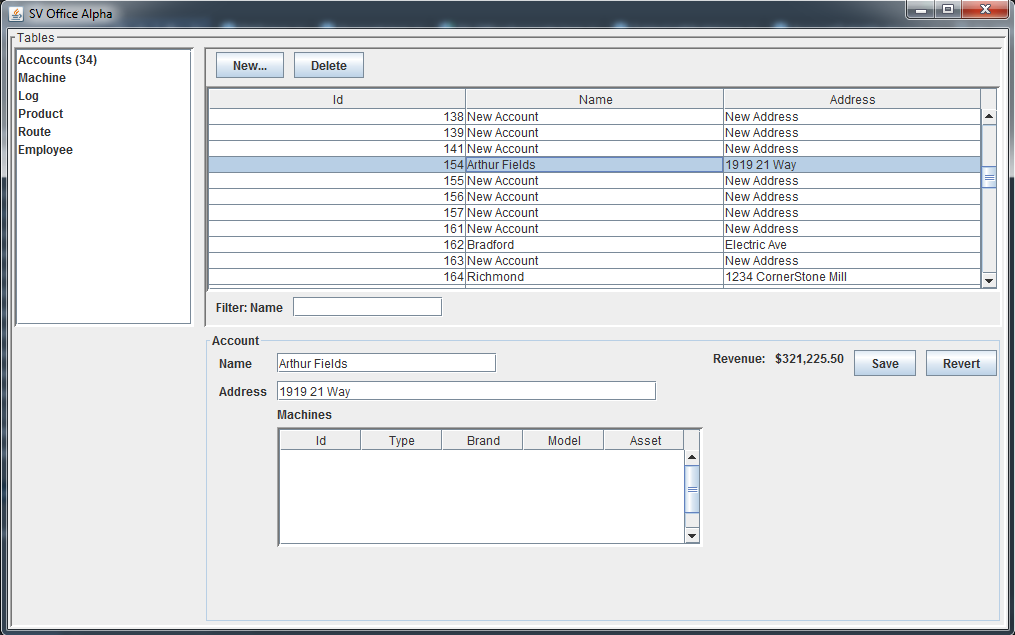 SV Office Alpha
Tables
Accounts (34)
Machine
Log
Product
Route
Employee
New... Delete
Id Name Address
138 New Account New Address
139 New Account New Address
141 New Account New Address
154 Arthur Fields 1919 21 Way
155 New Account New Address
156 New Account New Address
157 New Account New Address
161 New Account New Address
162 Bradford Electric Ave
163 New Account New Address
164 Richmond 1234 CornerStone Mill
Filter: Name
Account
Name Arthur Fields Revenue: $321,225.50 Save Revert
Address 1919 21 Way
Machines
Id Type Brand Model Asset